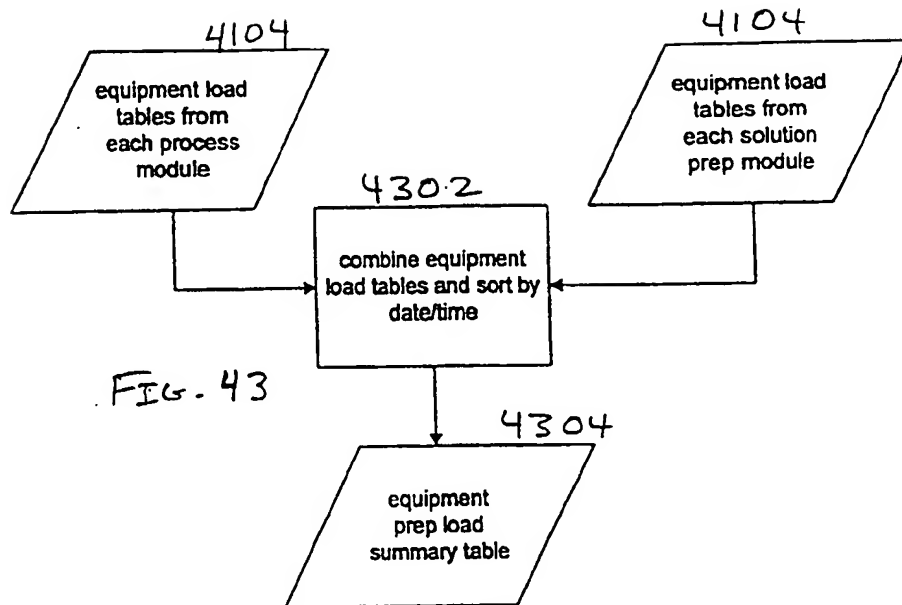 4104
equipment load
tables from
each process
module
4104
equipment load
tables from
each solution
prep module
4302
combine equipment
load tables and sort by
date/time
FIG. 43
4304
equipment
prep load
summary table